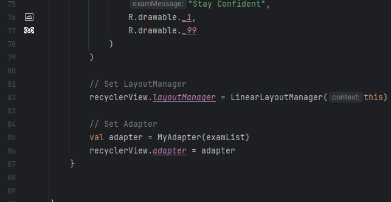 75 examMessage: "Stay Confident",
76 R.drawable._1,
77 R.drawable._99
78 )
79 )
80
81 // Set LayoutManager
82 recyclerView.layoutManager = LinearLayoutManager( context: this)
83
84 // Set Adapter
85 val adapter = MyAdapter(examList)
86 recyclerView.adapter = adapter
87 }
88
89